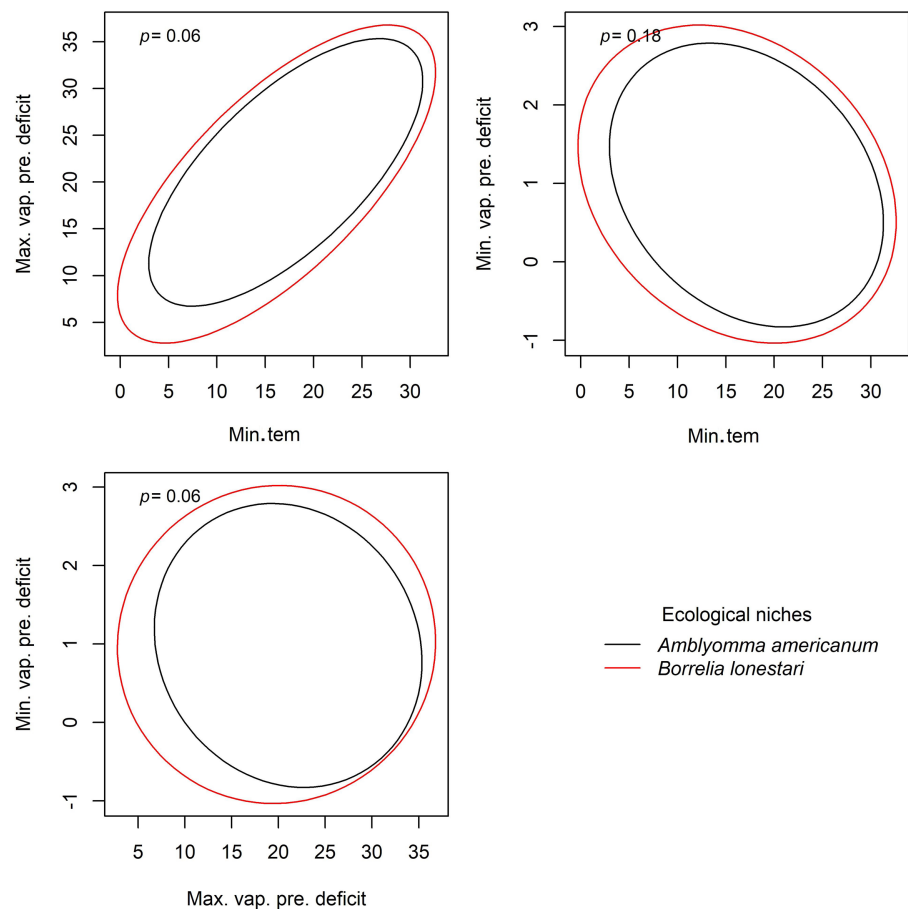 p= 0.06
Max. vap. pre. deficit
35
30
25
20
15
10
5
0 5 10 15 20 25 30
Min.tem
p= 0.18
Min. vap. pre. deficit
3
2
1
0
-1
0 5 10 15 20 25 30
Min.tem
p= 0.06
Min. vap. pre. deficit
3
2
1
0
-1
5 10 15 20 25 30 35
Max. vap. pre. deficit
Ecological niches
Amblyomma americanum
Borrelia lonestari